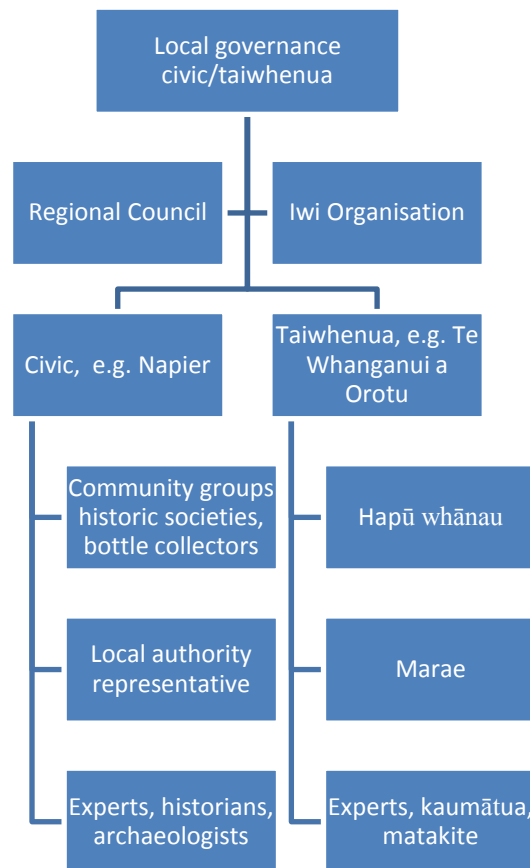 Local governance
civic/taiwhenua
Regional Council
Iwi Organisation
Civic, e.g. Napier
Taiwhenua, e.g. Te
Whanganui a
Orotu
Community groups
historic societies,
bottle collectors
Hapū whānau
Local authority
representative
Marae
Experts, historians,
archaeologists
Experts, kaumātua,
matakite